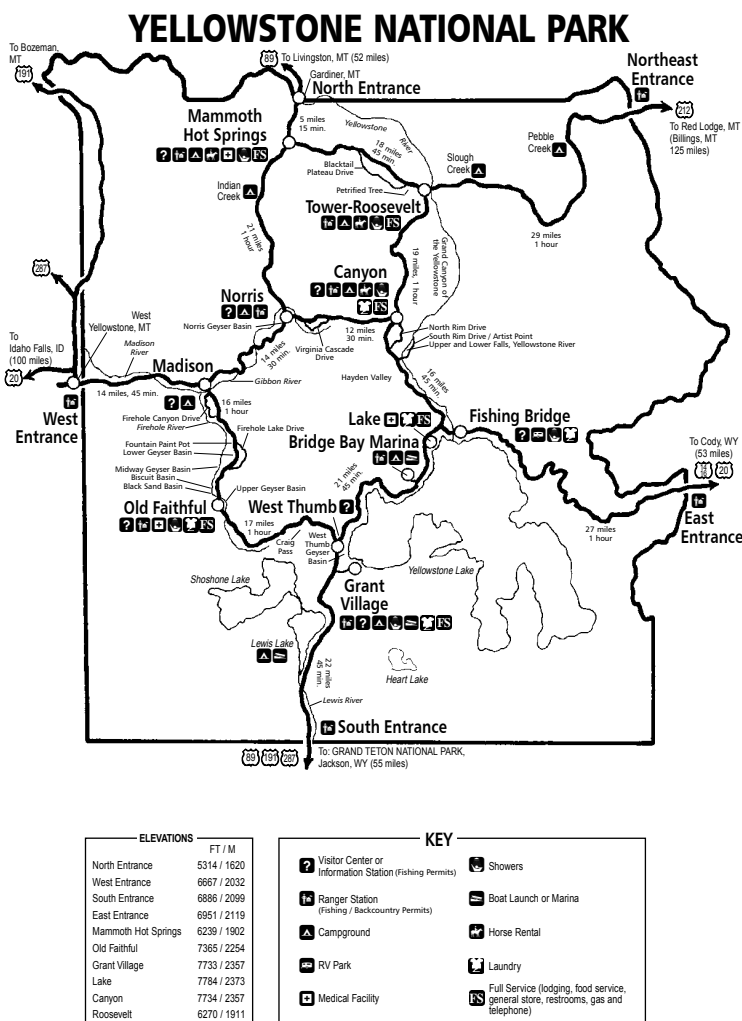 YELLOWSTONE NATIONAL PARK
To Bozeman,
MT
191
89
To Livingston, MT (52 miles)
Gardiner, MT
North Entrance
Northeast
Entrance
212
To Red Lodge, MT
(Billings, MT
125 miles)
5 miles
15 min.
Yellowstone
River
Mammoth
Hot Springs
? FS
18 miles
45 min.
Blacktail
Plateau Drive
Petrified Tree
Slough
Creek
Pebble
Creek
Indian
Creek
Tower-Roosevelt
FS
29 miles
1 hour
21 miles
1 hour
19 miles, 1 hour
Grand Canyon of
the Yellowstone
287
Canyon
?
FS
Norris
?
Norris Geyser Basin
12 miles
30 min.
Virginia Cascade
Drive
North Rim Drive
South Rim Drive / Artist Point
Upper and Lower Falls, Yellowstone River
To
Idaho Falls, ID
(100 miles)
20
West
Yellowstone, MT
Madison
River
Madison
?
14 miles
30 min.
Gibbon River
Hayden Valley
16 miles
45 min.
14 miles, 45 min.
West
Entrance
16 miles
1 hour
Firehole Canyon Drive
Firehole River
Firehole Lake Drive
Fountain Paint Pot
Lower Geyser Basin
Midway Geyser Basin
Biscuit Basin
Black Sand Basin
Upper Geyser Basin
Lake
FS
Fishing Bridge
?
Bridge Bay Marina
21 miles
45 min.
To Cody, WY
(53 miles)
14
16
20
East
Entrance
27 miles
1 hour
Old Faithful
? FS
West Thumb ?
17 miles
1 hour
Craig
Pass
West
Thumb
Geyser
Basin
Shoshone Lake
Yellowstone Lake
Grant
Village
? FS
Lewis Lake
22 miles
45 min.
Heart Lake
Lewis River
South Entrance
89 191 287
To: GRAND TETON NATIONAL PARK,
Jackson, WY (55 miles)
ELEVATIONS
FT / M
North Entrance 5314 / 1620
West Entrance 6667 / 2032
South Entrance 6886 / 2099
East Entrance 6951 / 2119
Mammoth Hot Springs 6239 / 1902
Old Faithful 7365 / 2254
Grant Village 7733 / 2357
Lake 7784 / 2373
Canyon 7734 / 2357
Roosevelt 6270 / 1911
KEY
? Visitor Center or
Information Station (Fishing Permits)
Ranger Station
(Fishing / Backcountry Permits)
Campground
RV Park
Medical Facility
Showers
Boat Launch or Marina
Horse Rental
Laundry
FS Full Service (lodging, food service,
general store, restrooms, gas and
telephone)